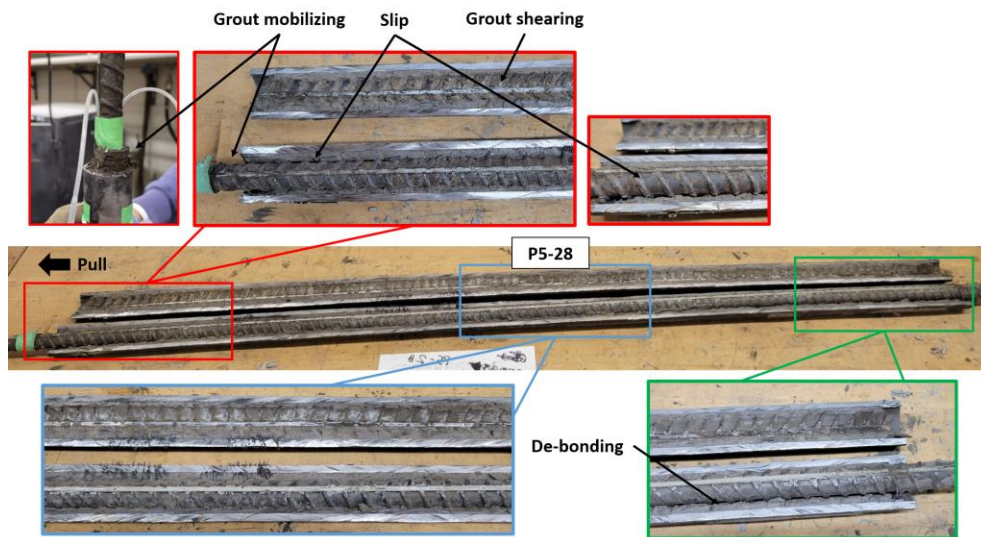 Grout mobilizing
Slip
Grout shearing
Pull
P5-28
De-bonding